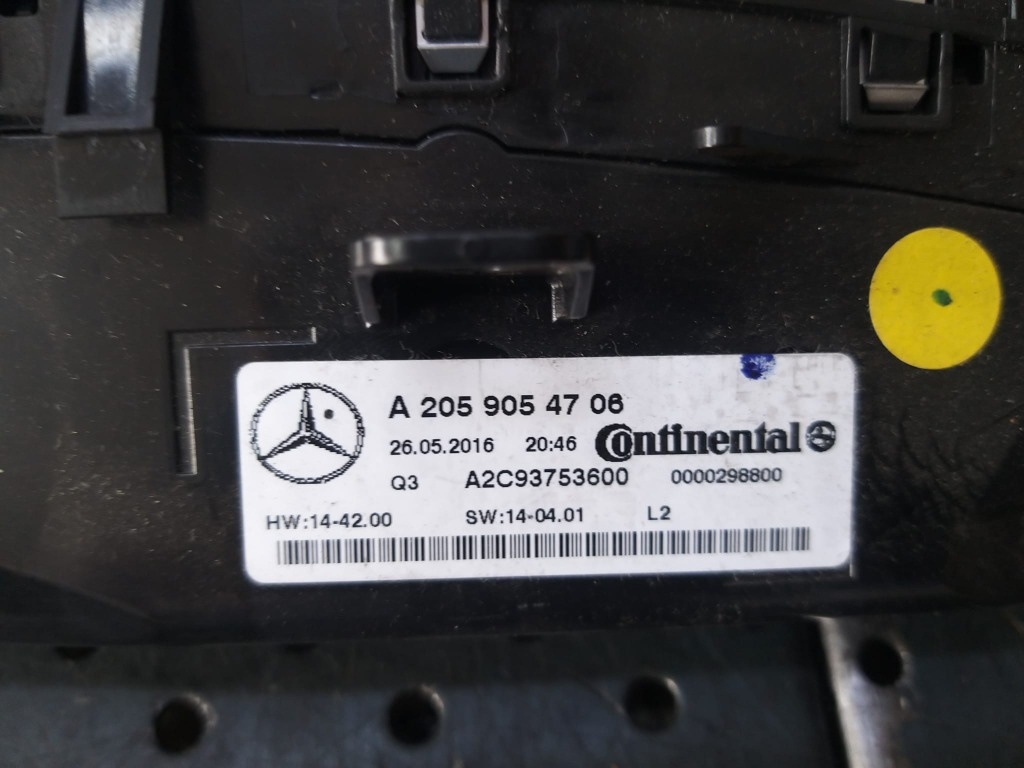 A 205 905 47 06
26.05.2016 20:46 Continental
Q3 A2C93753600 0000298800
HW:14-42.00 SW:14-04.01 L2